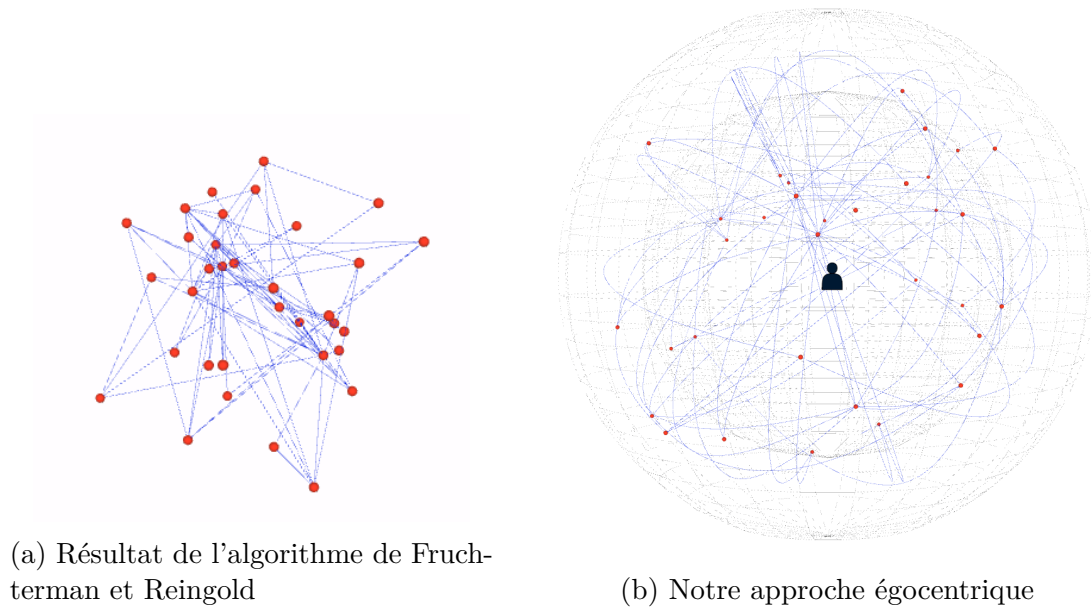 (a) Résultat de l'algorithme de Fruch-
terman et Reingold
(b) Notre approche égocentrique